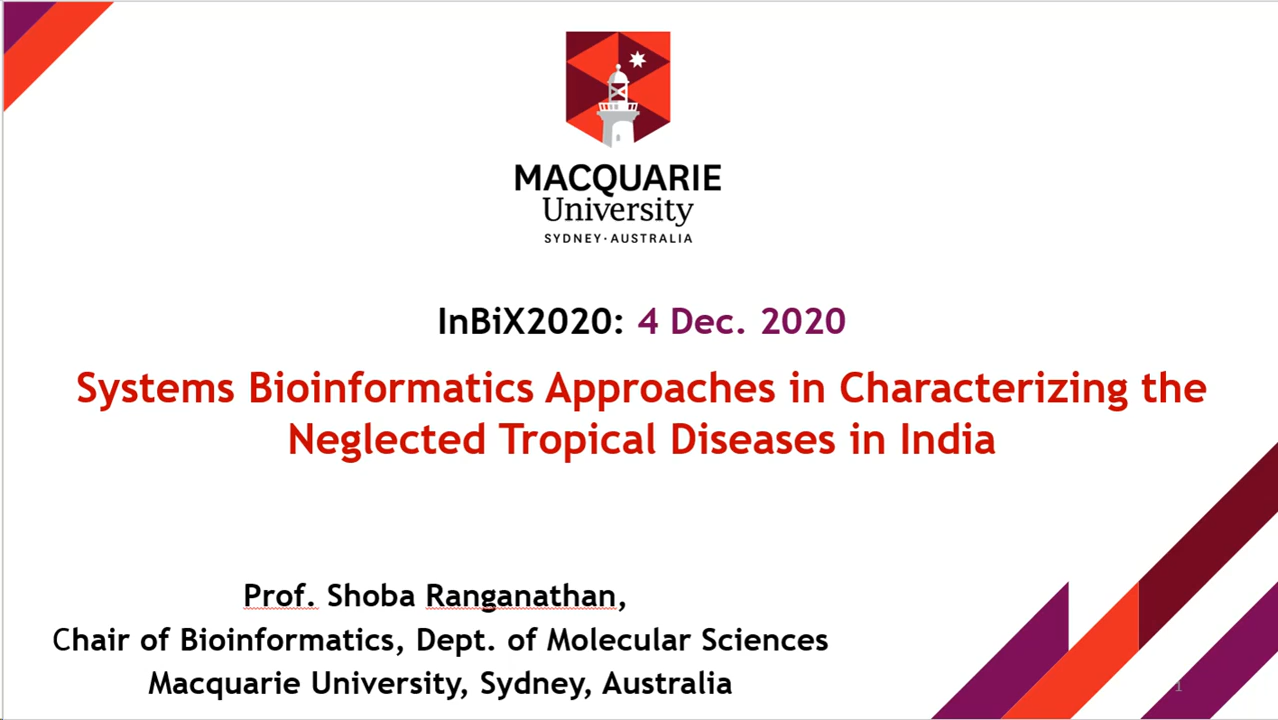 MACQUARIE
University
SYDNEY·AUSTRALIA
InBiX2020: 4 Dec. 2020
Systems Bioinformatics Approaches in Characterizing the
Neglected Tropical Diseases in India
Prof. Shoba Ranganathan,
Chair of Bioinformatics, Dept. of Molecular Sciences
Macquarie University, Sydney, Australia
1